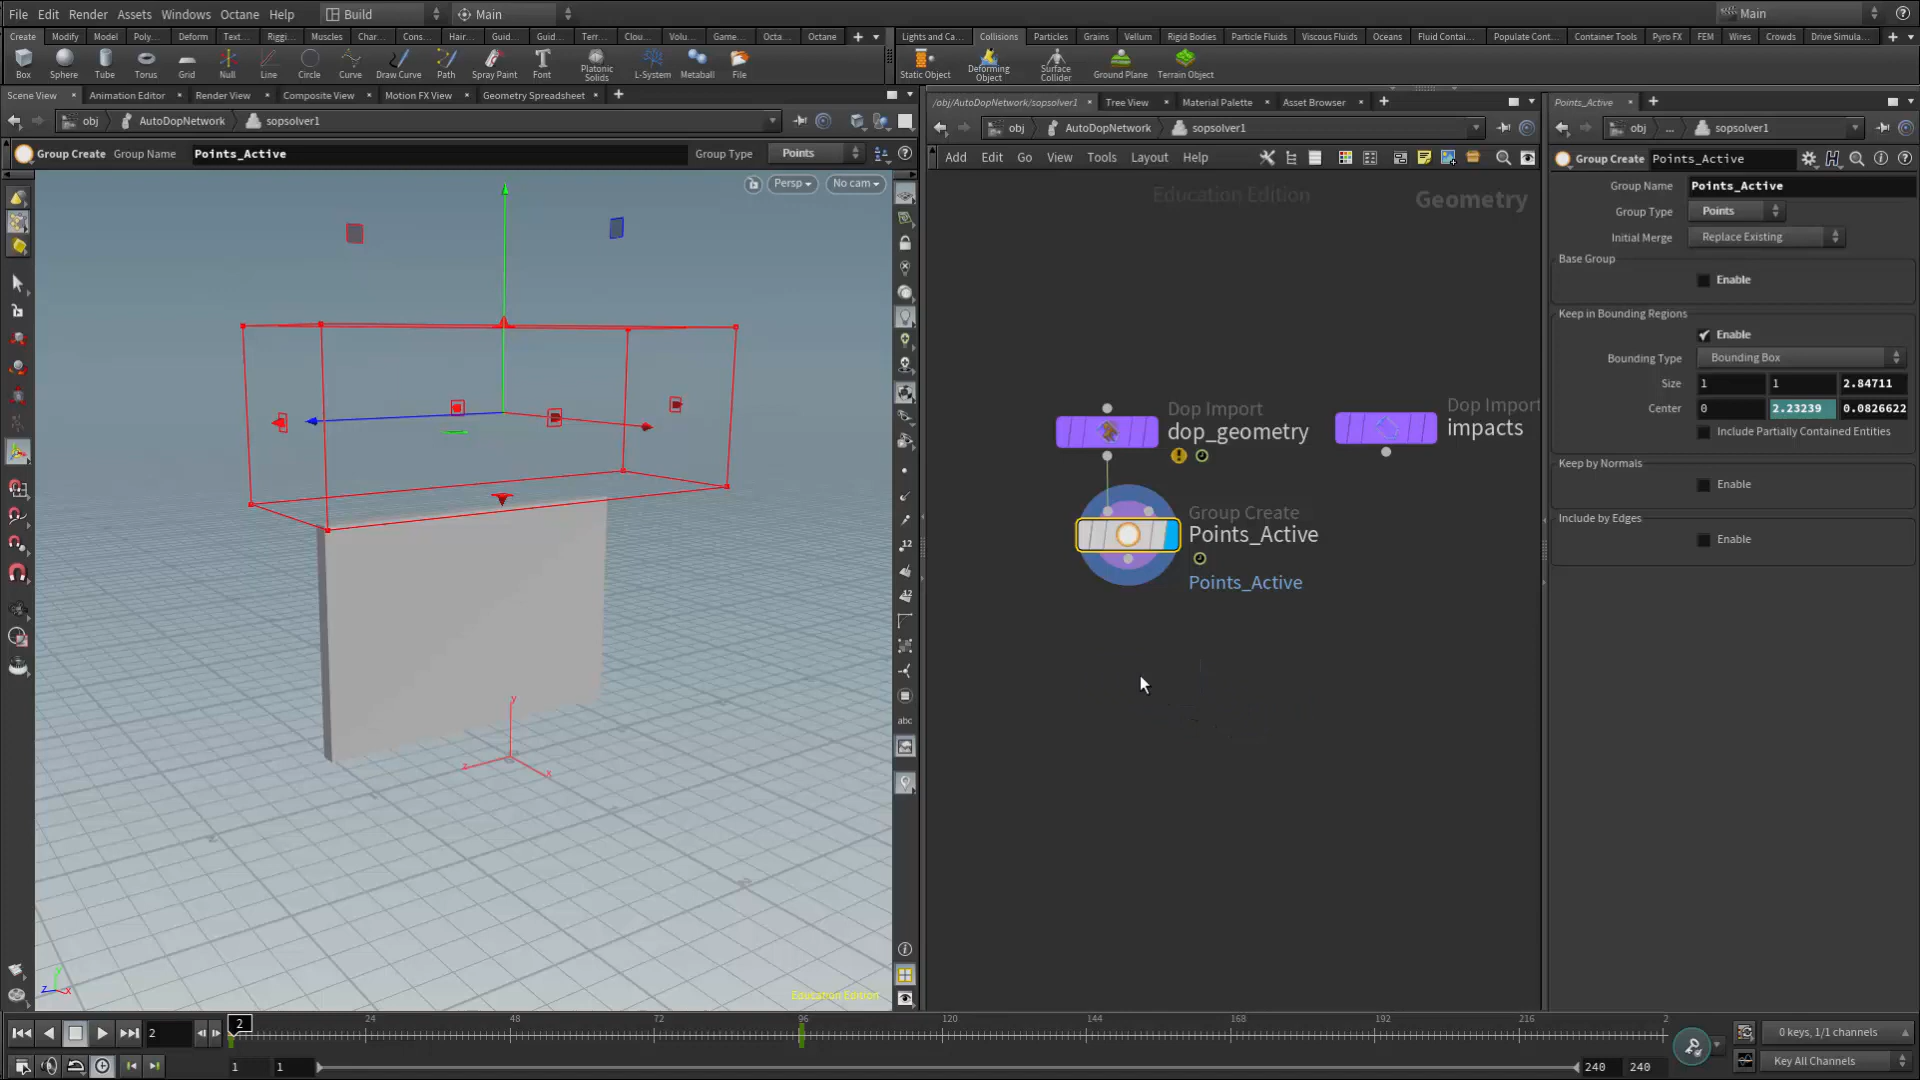 File Edit Render Assets Windows Octane Help Build Main Main
Create Modify Model Poly... Deform Text... Riggi... Muscles Char... Cons... Hair... Guid... Guid... Terr... Clou... Volu... Game... Octa... Octane
Lights and Ca... Collisions Particles Grains Vellum Rigid Bodies Particle Fluids Viscous Fluids Oceans Fluid Contai... Populate Cont... Container Tools Pyro FX FEM Wires Crowds Drive Simula...
Box Sphere Tube Torus Grid Null Line Circle Curve Draw Curve Path Spray Paint Font Platonic Solids L-System Metaball File
Static Object Deforming Object Surface Collider Ground Plane Terrain Object
Scene View Animation Editor Render View Composite View Motion FX View Geometry Spreadsheet
/obj/AutoDopNetwork/sopsolver1 Tree View Material Palette Asset Browser
Points_Active
obj AutoDopNetwork sopsolver1
obj AutoDopNetwork sopsolver1
obj ... sopsolver1
Group Create Group Name Points_Active Group Type Points
Add Edit Go View Tools Layout Help
Group Create Points_Active
Persp No cam
Education Edition
Geometry
Group Name Points_Active
Group Type Points
Initial Merge Replace Existing
Base Group
Enable
Keep in Bounding Regions
Enable
Bounding Type Bounding Box
Size 1 1 2.84711
Center 0 2.23239 0.0826622
Include Partially Contained Entities
Keep by Normals
Enable
Include by Edges
Enable
Dop Import
dop_geometry
Dop Import
impacts
Group Create
Points_Active
Points_Active
12
12
abc
y
z
x
z
x
Education Edition
2
2 24 48 72 96 120 144 168 192 216 2
0 keys, 1/1 channels
1 1 240 240
Key All Channels